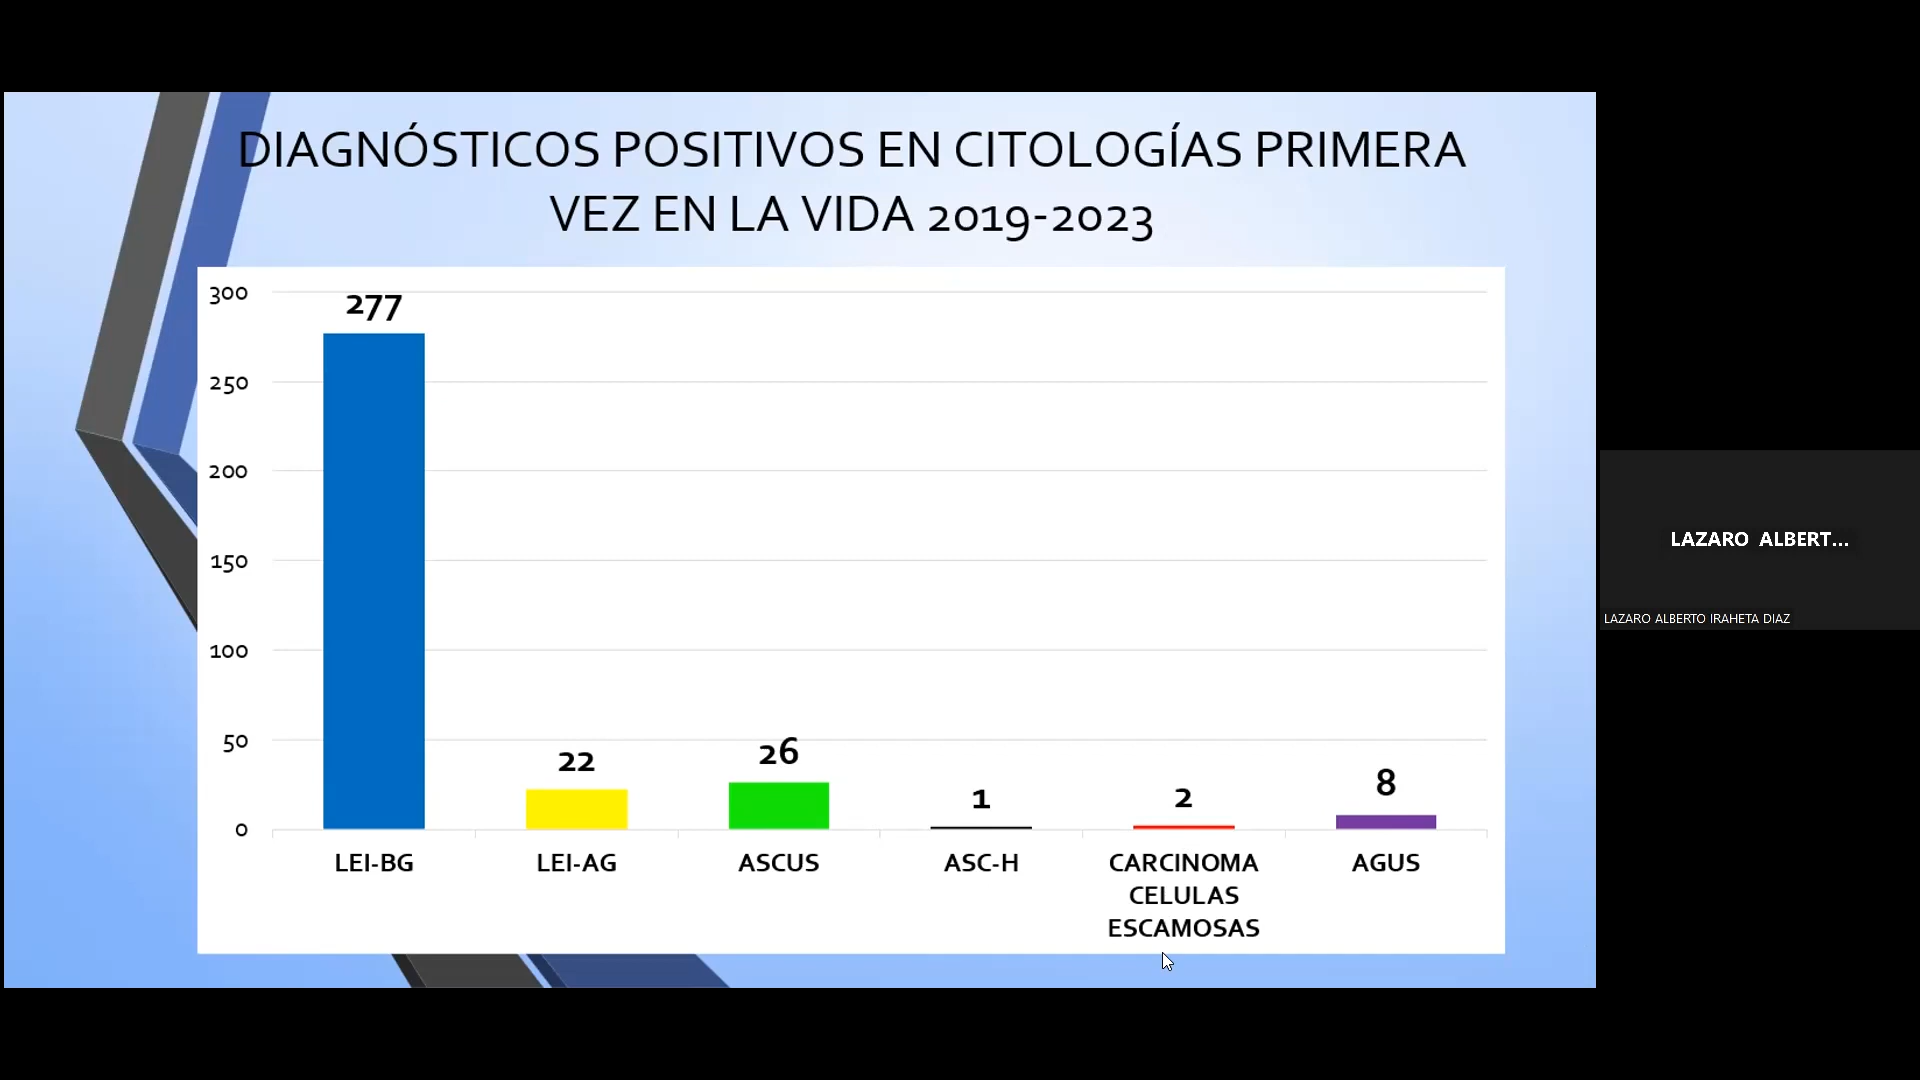 DIAGNÓSTICOS POSITIVOS EN CITOLOGÍAS PRIMERA
VEZ EN LA VIDA 2019-2023
300
250
200
150
100
50
0
277
22
26
1
2
8
LEI-BG
LEI-AG
ASCUS
ASC-H
CARCINOMA
CELULAS
ESCAMOSAS
AGUS
LAZARO ALBERT...
LAZARO ALBERTO IRAHETA DIAZ